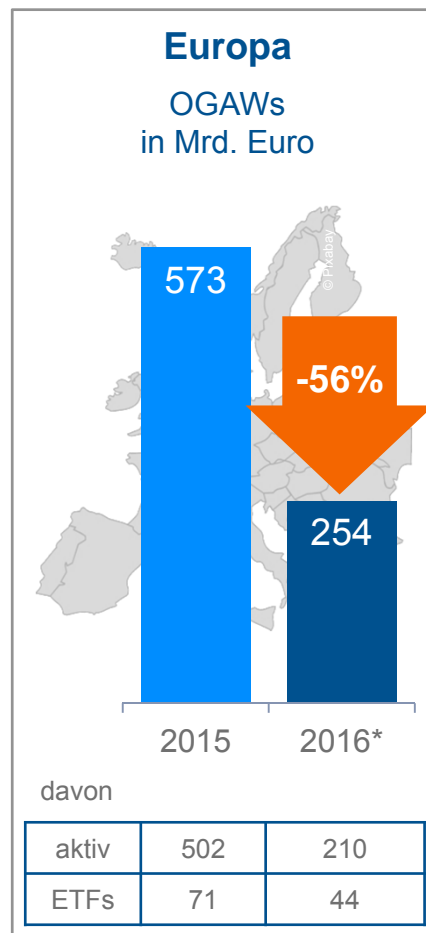 Europa
OGAWs
in Mrd. Euro
© Pixabay
573
-56%
254
2015 2016*
davon
aktiv 502 210
ETFs 71 44